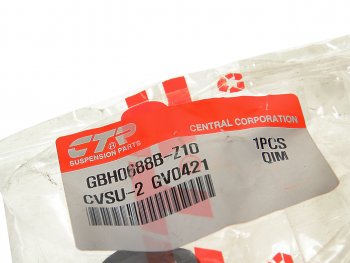 CTR®
SUSPENSION PARTS
CENTRAL CORPORATION
GBH0688B-Z10
1PCS
CVSU-2 GV0421
QIM